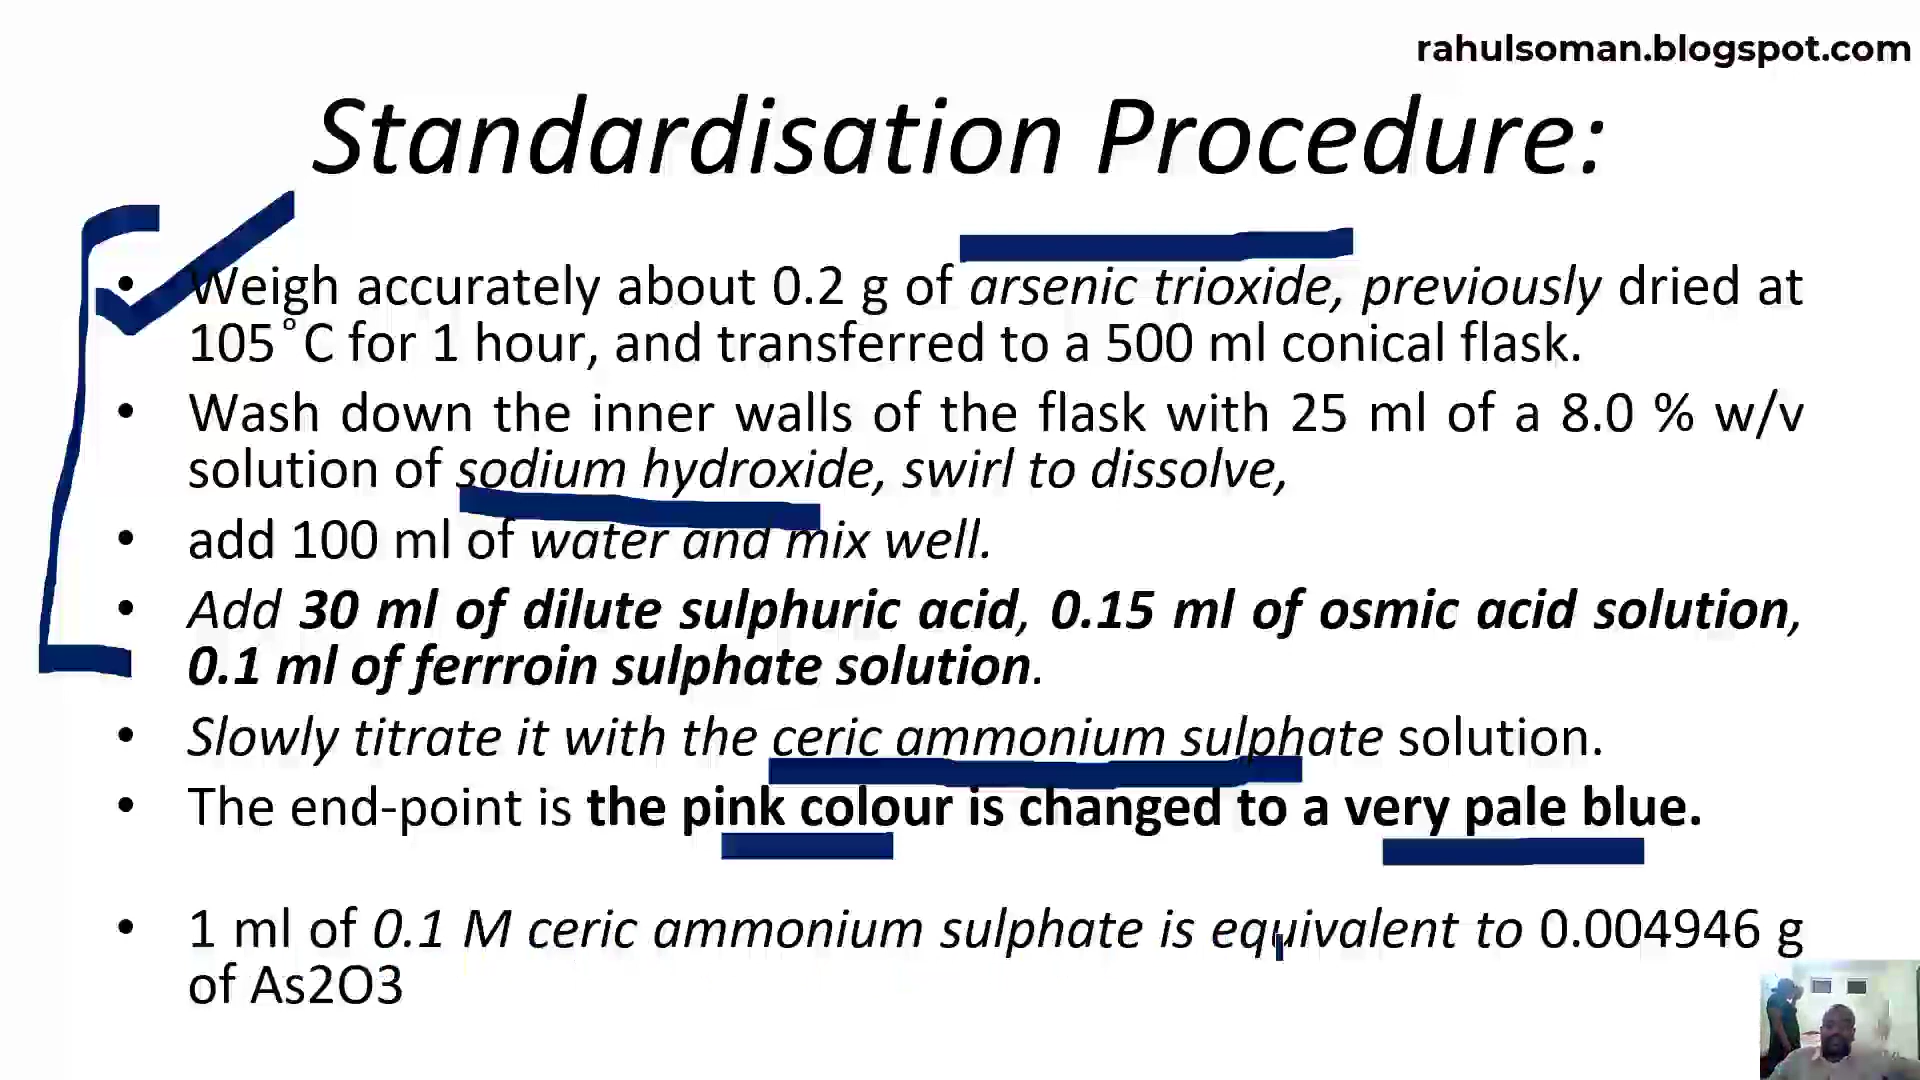 rahulsoman.blogspot.com
Standardisation Procedure:
• Weigh accurately about 0.2 g of arsenic trioxide, previously dried at
105°C for 1 hour, and transferred to a 500 ml conical flask.
• Wash down the inner walls of the flask with 25 ml of a 8.0 % w/v
solution of sodium hydroxide, swirl to dissolve,
• add 100 ml of water and mix well.
• Add 30 ml of dilute sulphuric acid, 0.15 ml of osmic acid solution,
0.1 ml of ferrroin sulphate solution.
• Slowly titrate it with the ceric ammonium sulphate solution.
• The end-point is the pink colour is changed to a very pale blue.
• 1 ml of 0.1 M ceric ammonium sulphate is equivalent to 0.004946 g
of As2O3